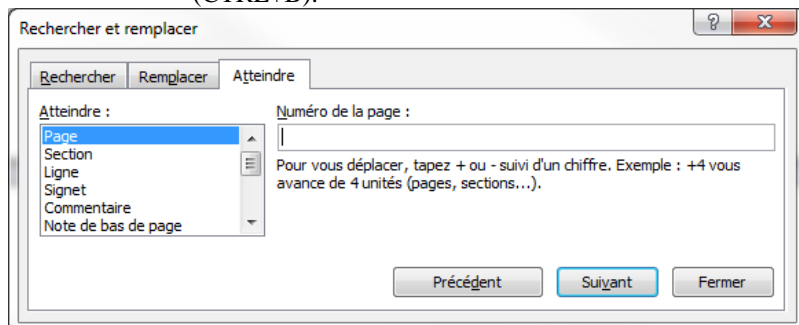 (CTRL+B).
Rechercher et remplacer
Rechercher Remplacer Atteindre
Atteindre :
Page
Section
Ligne
Signet
Commentaire
Note de bas de page
Numéro de la page :
Pour vous déplacer, tapez + ou - suivi d'un chiffre. Exemple : +4 vous
avance de 4 unités (pages, sections...).
Précédent Suivant Fermer